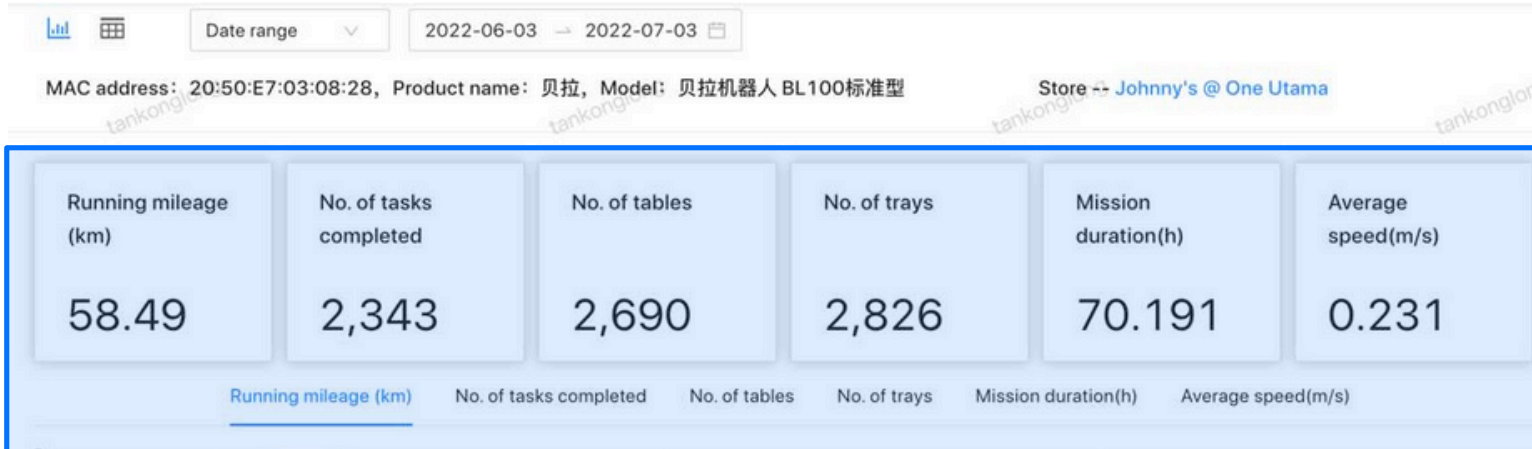 Date range 2022-06-03 → 2022-07-03
MAC address：20:50:E7:03:08:28，Product name：贝拉，Model：贝拉机器人 BL100标准型 Store -- Johnny's @ One Utama
tankonglor tankonglo tankonglor tankonglor
Running mileage (km) No. of tasks completed No. of tables No. of trays Mission duration(h) Average speed(m/s)
58.49 2,343 2,690 2,826 70.191 0.231
Running mileage (km) No. of tasks completed No. of tables No. of trays Mission duration(h) Average speed(m/s)